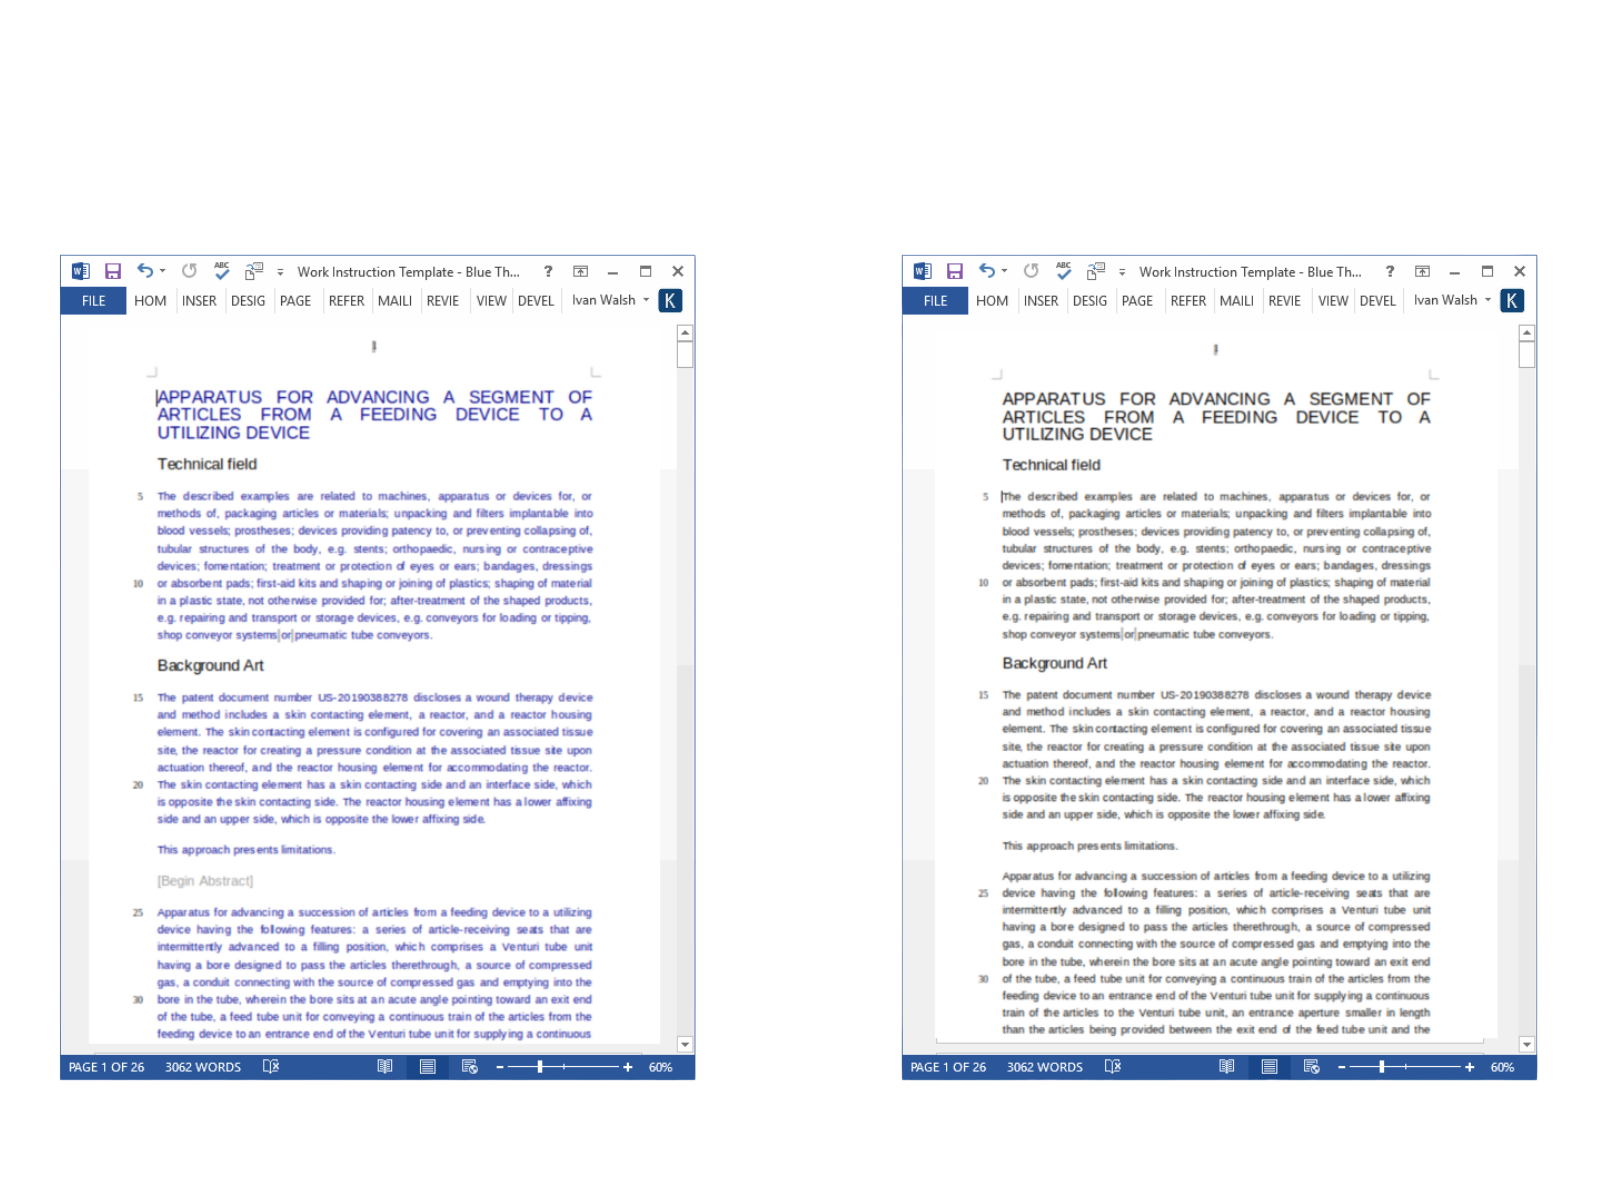 ABC
Work Instruction Template - Blue Th...
?
FILE HOM INSER DESIG PAGE REFER MAILI REVIE VIEW DEVEL Ivan Walsh K
APPARATUS FOR ADVANCING A SEGMENT OF
ARTICLES FROM A FEEDING DEVICE TO A
UTILIZING DEVICE
Technical field
5 The described examples are related to machines, apparatus or devices for, or
methods of, packaging articles or materials; unpacking and filters implantable into
blood vessels; prostheses; devices providing patency to, or preventing collapsing of,
tubular structures of the body, e.g. stents; orthopaedic, nursing or contraceptive
devices; fomentation; treatment or protection of eyes or ears; bandages, dressings
10 or absorbent pads; first-aid kits and shaping or joining of plastics; shaping of material
in a plastic state, not otherwise provided for; after-treatment of the shaped products,
e.g. repairing and transport or storage devices, e.g. conveyors for loading or tipping,
shop conveyor systems or pneumatic tube conveyors.
Background Art
15 The patent document number US-20190388278 discloses a wound therapy device
and method includes a skin contacting element, a reactor, and a reactor housing
element. The skin contacting element is configured for covering an associated tissue
site, the reactor for creating a pressure condition at the associated tissue site upon
actuation thereof, and the reactor housing element for accommodating the reactor.
20 The skin contacting element has a skin contacting side and an interface side, which
is opposite the skin contacting side. The reactor housing element has a lower affixing
side and an upper side, which is opposite the lower affixing side.
This approach presents limitations.
[Begin Abstract]
25 Apparatus for advancing a succession of articles from a feeding device to a utilizing
device having the following features: a series of article-receiving seats that are
intermittently advanced to a filling position, which comprises a Venturi tube unit
having a bore designed to pass the articles therethrough, a source of compressed
gas, a conduit connecting with the source of compressed gas and emptying into the
30 bore in the tube, wherein the bore sits at an acute angle pointing toward an exit end
of the tube, a feed tube unit for conveying a continuous train of the articles from the
feeding device to an entrance end of the Venturi tube unit for supplying a continuous
PAGE 1 OF 26 3062 WORDS 60%
ABC
Work Instruction Template - Blue Th...
?
FILE HOM INSER DESIG PAGE REFER MAILI REVIE VIEW DEVEL Ivan Walsh K
APPARATUS FOR ADVANCING A SEGMENT OF
ARTICLES FROM A FEEDING DEVICE TO A
UTILIZING DEVICE
Technical field
5 The described examples are related to machines, apparatus or devices for, or
methods of, packaging articles or materials; unpacking and filters implantable into
blood vessels; prostheses; devices providing patency to, or preventing collapsing of,
tubular structures of the body, e.g. stents; orthopaedic, nursing or contraceptive
devices; fomentation; treatment or protection of eyes or ears; bandages, dressings
10 or absorbent pads; first-aid kits and shaping or joining of plastics; shaping of material
in a plastic state, not otherwise provided for; after-treatment of the shaped products,
e.g. repairing and transport or storage devices, e.g. conveyors for loading or tipping,
shop conveyor systems or pneumatic tube conveyors.
Background Art
15 The patent document number US-20190388278 discloses a wound therapy device
and method includes a skin contacting element, a reactor, and a reactor housing
element. The skin contacting element is configured for covering an associated tissue
site, the reactor for creating a pressure condition at the associated tissue site upon
actuation thereof, and the reactor housing element for accommodating the reactor.
20 The skin contacting element has a skin contacting side and an interface side, which
is opposite the skin contacting side. The reactor housing element has a lower affixing
side and an upper side, which is opposite the lower affixing side.
This approach presents limitations.
Apparatus for advancing a succession of articles from a feeding device to a utilizing
25 device having the following features: a series of article-receiving seats that are
intermittently advanced to a filling position, which comprises a Venturi tube unit
having a bore designed to pass the articles therethrough, a source of compressed
gas, a conduit connecting with the source of compressed gas and emptying into the
bore in the tube, wherein the bore sits at an acute angle pointing toward an exit end
30 of the tube, a feed tube unit for conveying a continuous train of the articles from the
feeding device to an entrance end of the Venturi tube unit for supplying a continuous
train of the articles to the Venturi tube unit, an entrance aperture smaller in length
than the articles being provided between the exit end of the feed tube unit and the
PAGE 1 OF 26 3062 WORDS 60%